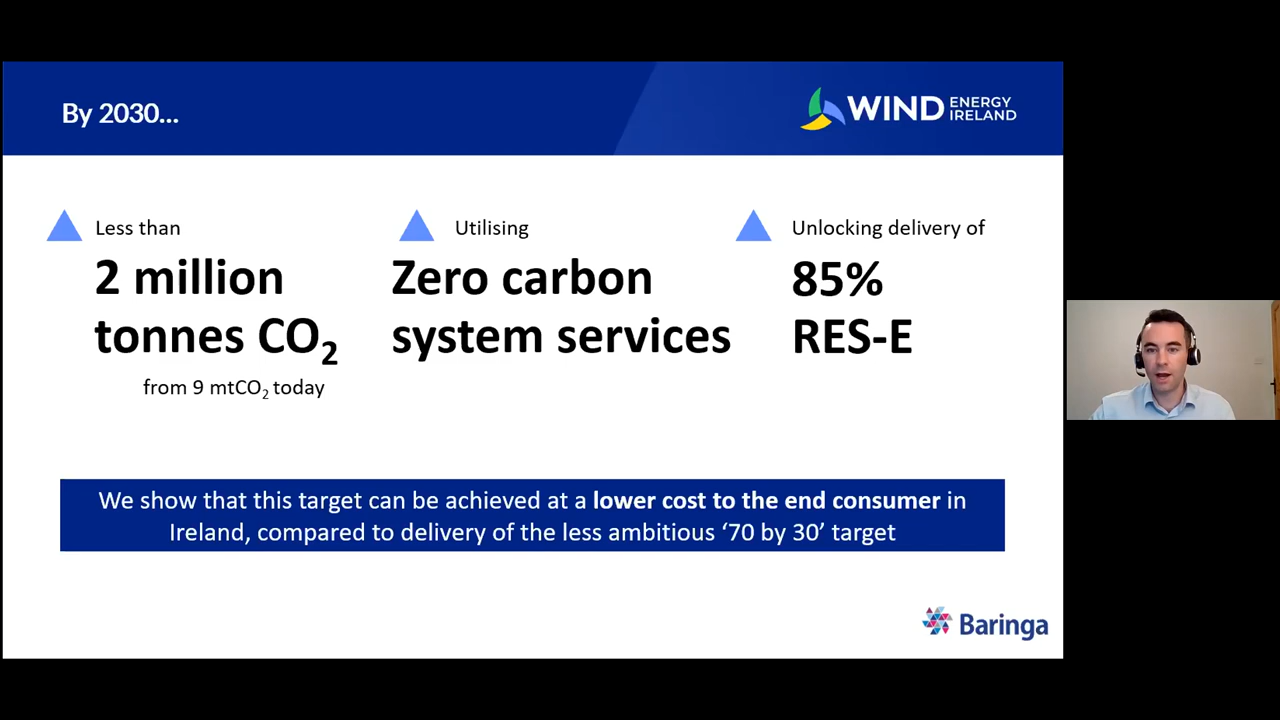 By 2030...
WIND ENERGY IRELAND
Less than
2 million
tonnes CO₂
from 9 mtCO₂ today
Utilising
Zero carbon
system services
Unlocking delivery of
85%
RES-E
We show that this target can be achieved at a lower cost to the end consumer in
Ireland, compared to delivery of the less ambitious ‘70 by 30’ target
Baringa